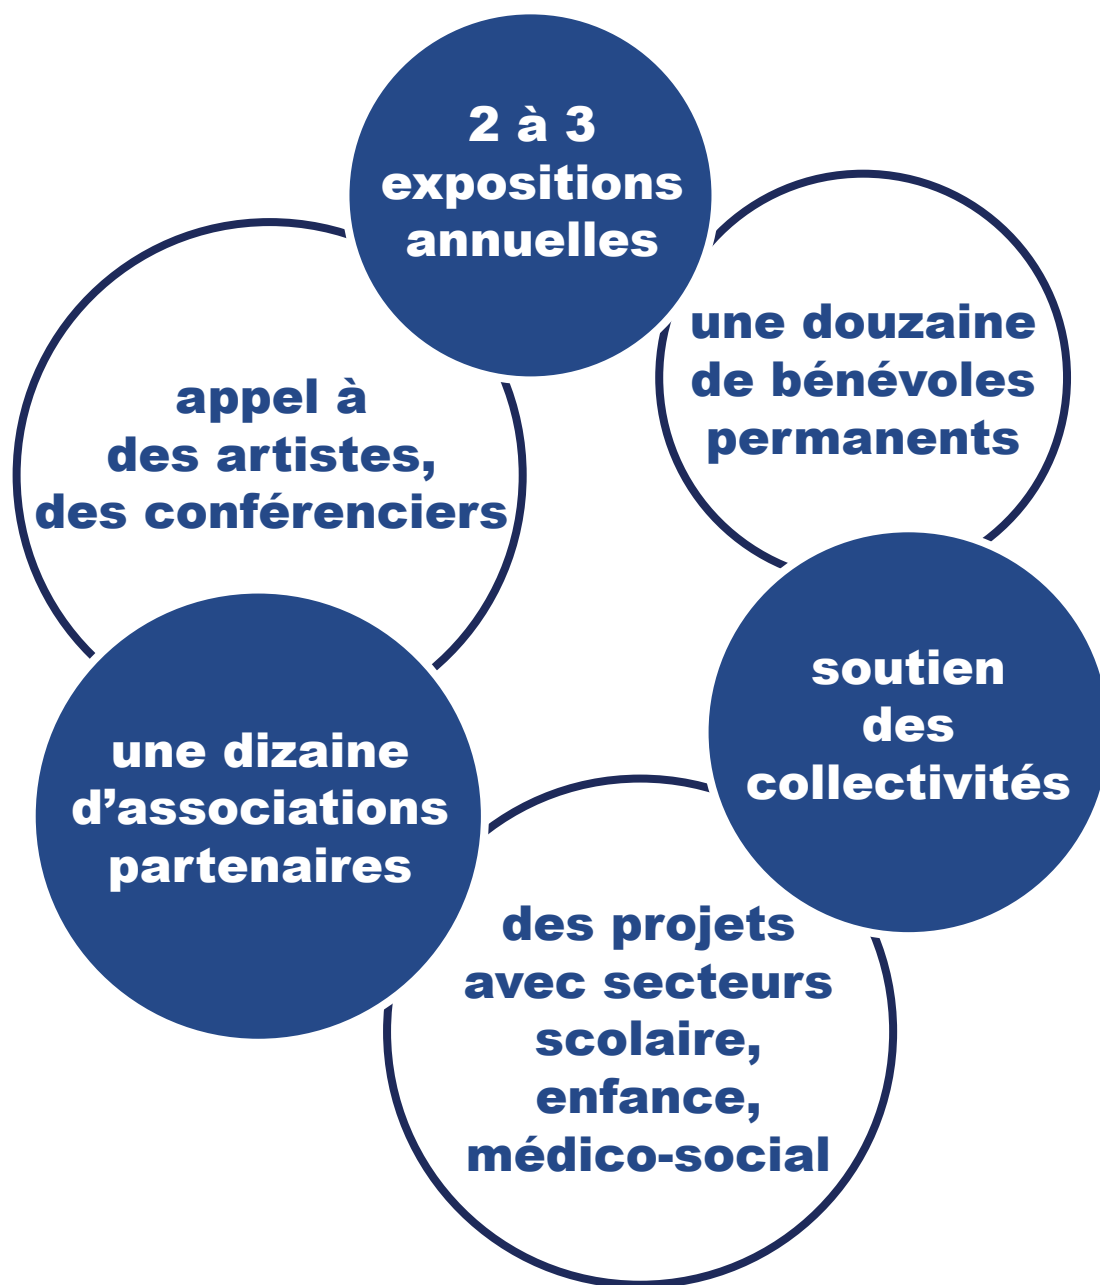 2 à 3
expositions
annuelles
une douzaine
de bénévoles
permanents
appel à
des artistes,
des conférenciers
soutien
des
collectivités
une dizaine
d’associations
partenaires
des projets
avec secteurs
scolaire,
enfance,
médico-social